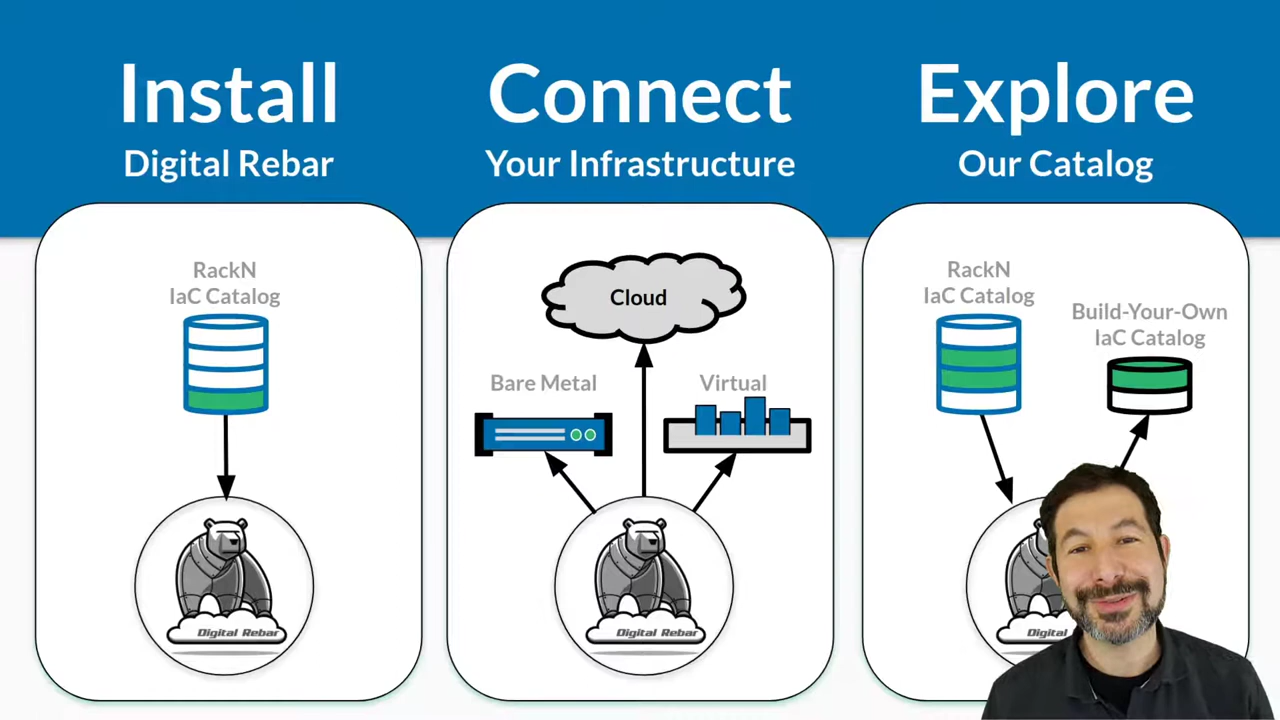 Install
Digital Rebar
RackN
IaC Catalog
Digital Rebar
Connect
Your Infrastructure
Cloud
Bare Metal
Virtual
Digital Rebar
Explore
Our Catalog
RackN
IaC Catalog
Build-Your-Own
IaC Catalog
Digital